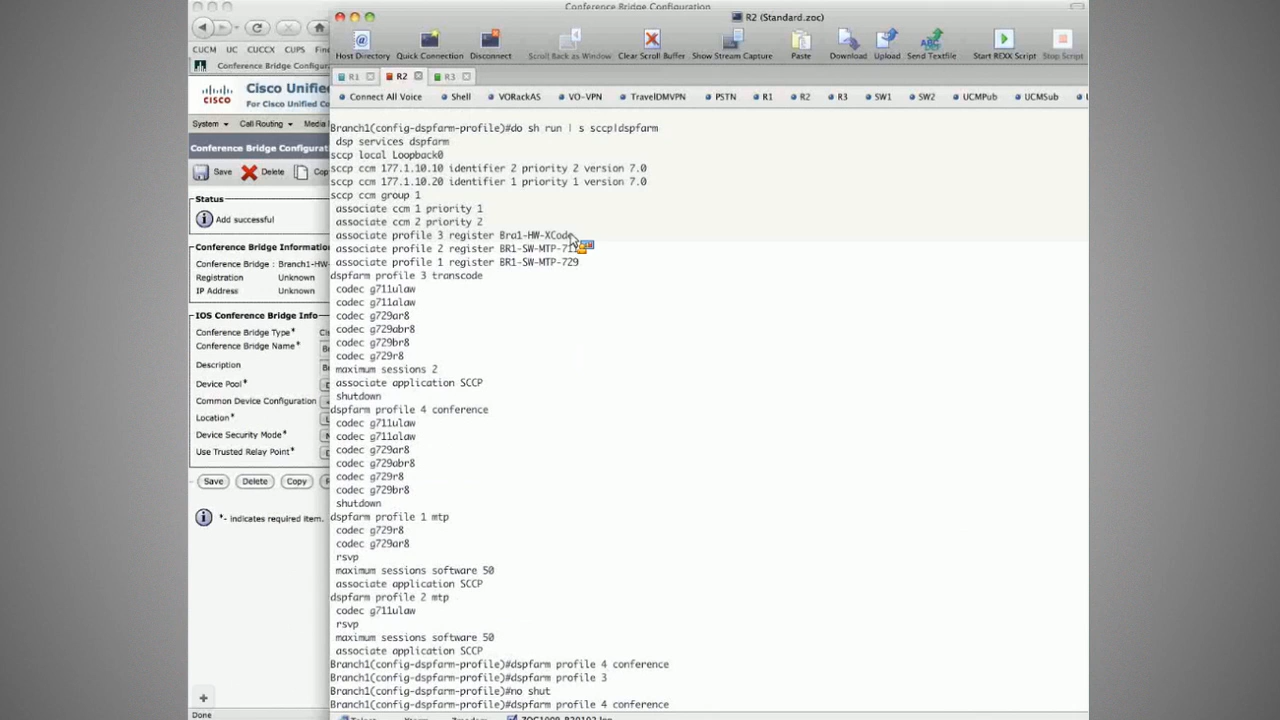 Conference Bridge Configuration
R2 (Standard.zoc)
Host Directory Quick Connection Disconnect Scroll Back as Window Clear Scroll Buffer Show Stream Capture Paste Download Upload Send Textfile Start REXX Script Stop Script
CUCM UC CUCCX CUPS
Conference Bridge Configur
R1 R2 R3
Connect All Voice Shell VORackAS VO-VPN TravelDMVPN PSTN R1 R2 R3 SW1 SW2 UCMPub UCMSub
Cisco Unifie
For Cisco Unified Co
cisco
System Call Routing Media
Conference Bridge Configurat
Save Delete Cop
Status
Add successful
Conference Bridge Information
Conference Bridge : Branch1-HW-
Registration Unknown
IP Address Unknown
IOS Conference Bridge Info
Conference Bridge Type*
Conference Bridge Name*
Description
Device Pool*
Common Device Configuration
Location*
Device Security Mode*
Use Trusted Relay Point*
Save Delete Copy
*- indicates required item.
Done
Branch1(config-dspfarm-profile)#do sh run | s sccp|dspfarm
dsp services dspfarm
sccp local Loopback0
sccp ccm 177.1.10.10 identifier 2 priority 2 version 7.0
sccp ccm 177.1.10.20 identifier 1 priority 1 version 7.0
sccp ccm group 1
associate ccm 1 priority 1
associate ccm 2 priority 2
associate profile 3 register Bra1-HW-XCode
associate profile 2 register BR1-SW-MTP-711
associate profile 1 register BR1-SW-MTP-729
dspfarm profile 3 transcode
codec g711ulaw
codec g711alaw
codec g729ar8
codec g729abr8
codec g729br8
codec g729r8
maximum sessions 2
associate application SCCP
shutdown
dspfarm profile 4 conference
codec g711ulaw
codec g711alaw
codec g729ar8
codec g729abr8
codec g729r8
codec g729br8
shutdown
dspfarm profile 1 mtp
codec g729r8
codec g729ar8
rsvp
maximum sessions software 50
associate application SCCP
dspfarm profile 2 mtp
codec g711ulaw
rsvp
maximum sessions software 50
associate application SCCP
Branch1(config-dspfarm-profile)#dspfarm profile 4 conference
Branch1(config-dspfarm-profile)#dspfarm profile 3
Branch1(config-dspfarm-profile)#no shut
Branch1(config-dspfarm-profile)#dspfarm profile 4 conference